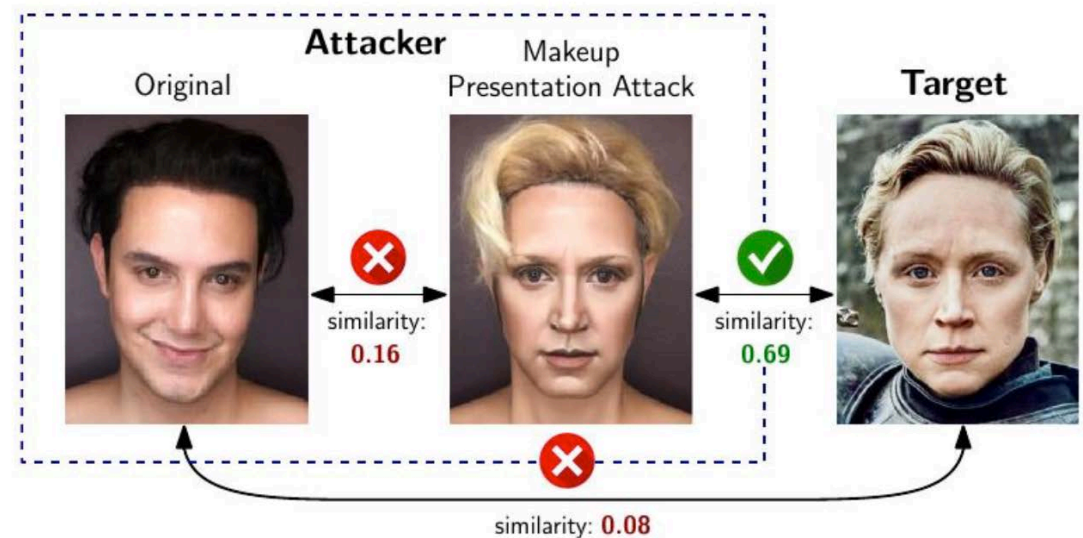 Attacker
Original
Makeup
Presentation Attack
Target
similarity:
0.16
similarity:
0.69
similarity: 0.08